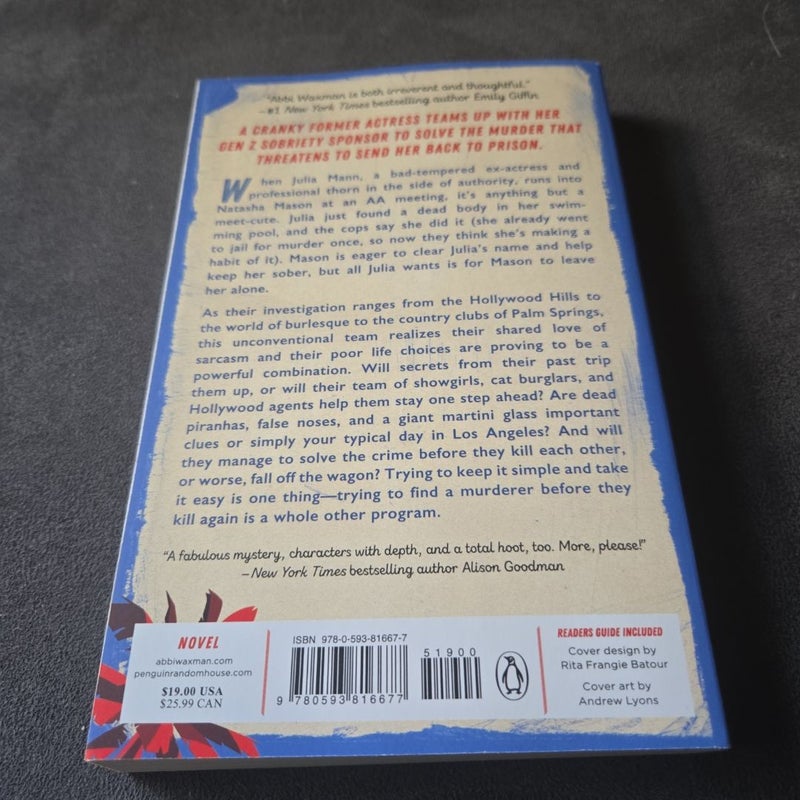 "Abbi Waxman is both irreverent and thoughtful."
—#1 New York Times bestselling author Emily Giffin
A CRANKY FORMER ACTRESS TEAMS UP WITH HER
GEN Z SOBRIETY SPONSOR TO SOLVE THE MURDER THAT
THREATENS TO SEND HER BACK TO PRISON.
When Julia Mann, a bad-tempered ex-actress and
professional thorn in the side of authority, runs into
Natasha Mason at an AA meeting, it's anything but a
meet-cute. Julia just found a dead body in her swim-
ming pool, and the cops say she did it (she already went
to jail for murder once, so now they think she's making a
habit of it). Mason is eager to clear Julia's name and help
keep her sober, but all Julia wants is for Mason to leave
her alone.
As their investigation ranges from the Hollywood Hills to
the world of burlesque to the country clubs of Palm Springs,
this unconventional team realizes their shared love of
sarcasm and their poor life choices are proving to be a
powerful combination. Will secrets from their past trip
them up, or will their team of showgirls, cat burglars, and
Hollywood agents help them stay one step ahead? Are dead
piranhas, false noses, and a giant martini glass important
clues or simply your typical day in Los Angeles? And will
they manage to solve the crime before they kill each other,
or worse, fall off the wagon? Trying to keep it simple and take
it easy is one thing—trying to find a murderer before they
kill again is a whole other program.
"A fabulous mystery, characters with depth, and a total hoot, too. More, please!"
—New York Times bestselling author Alison Goodman
NOVEL
abbiwaxman.com
penguinrandomhouse.com
$19.00 USA
$25.99 CAN
ISBN 978-0-593-81667-7
51900
9 780593 816677
READERS GUIDE INCLUDED
Cover design by
Rita Frangie Batour
Cover art by
Andrew Lyons